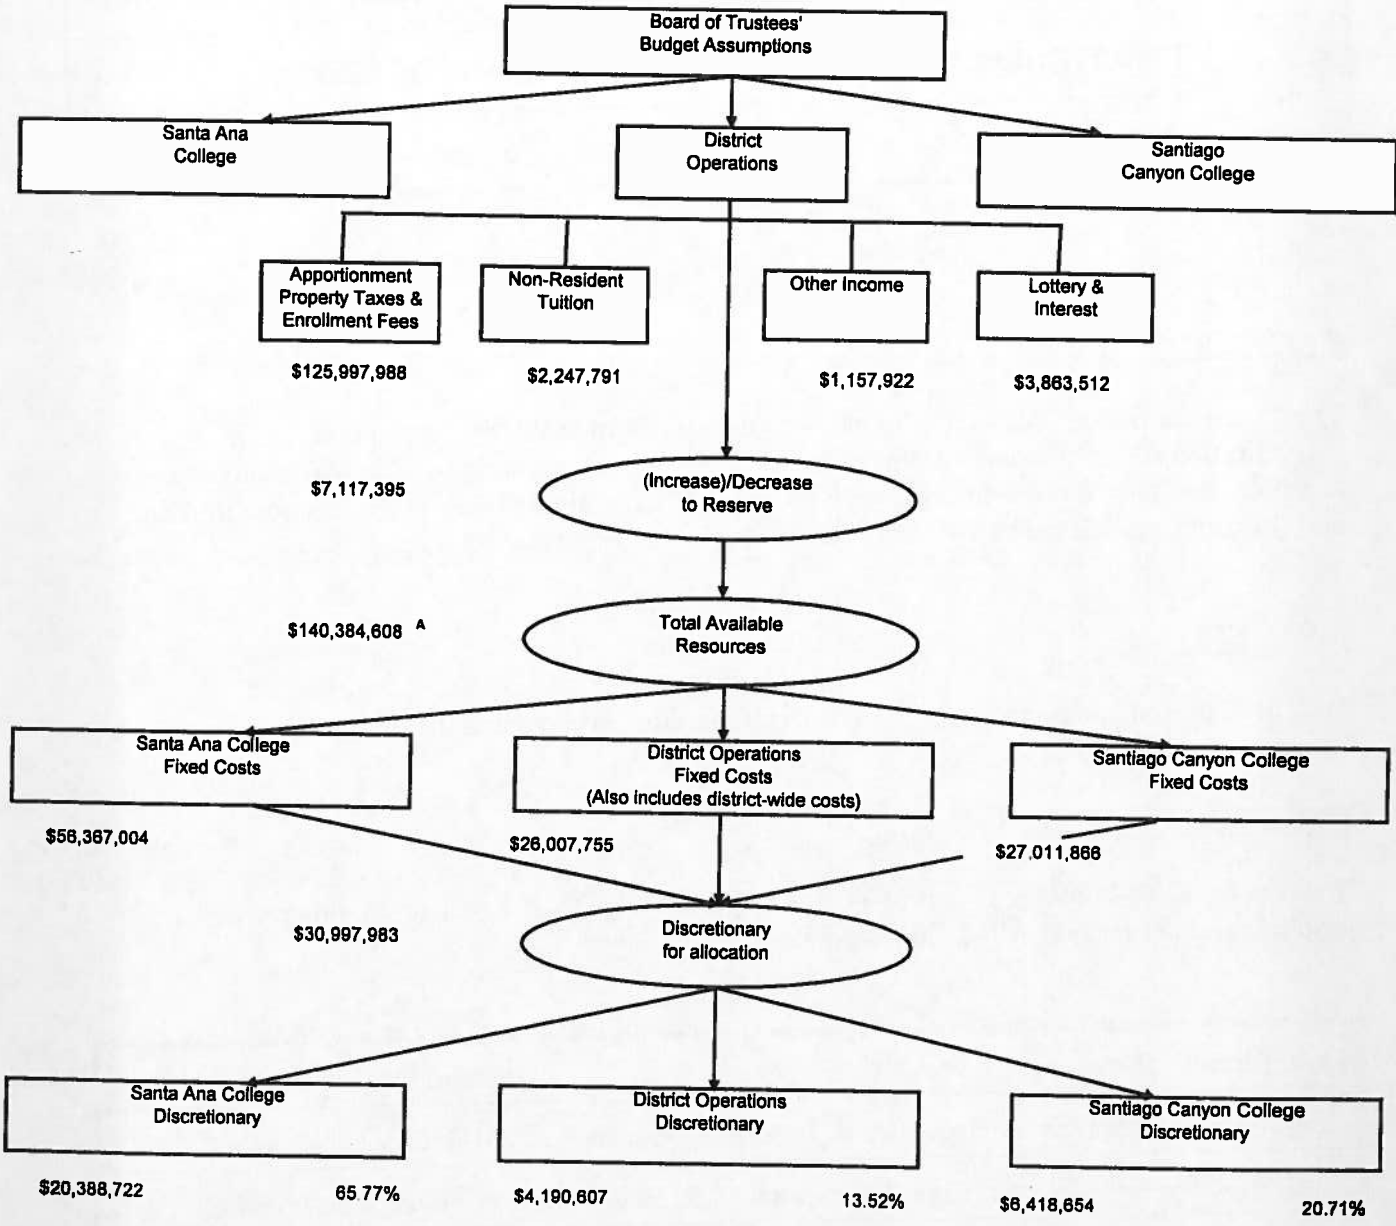 Board of Trustees'
Budget Assumptions
Santa Ana
College
District
Operations
Santiago
Canyon College
Apportionment
Property Taxes &
Enrollment Fees
Non-Resident
Tuition
Other Income
Lottery &
Interest
$125,997,988
$2,247,791
$1,157,922
$3,863,512
$7,117,395
(Increase)/Decrease
to Reserve
$140,384,608 A
Total Available
Resources
Santa Ana College
Fixed Costs
District Operations
Fixed Costs
(Also includes district-wide costs)
Santiago Canyon College
Fixed Costs
$56,367,004
$26,007,755
$27,011,866
$30,997,983
Discretionary
for allocation
Santa Ana College
Discretionary
District Operations
Discretionary
Santiago Canyon College
Discretionary
$20,388,722 65.77%
$4,190,607 13.52%
$6,418,654 20.71%